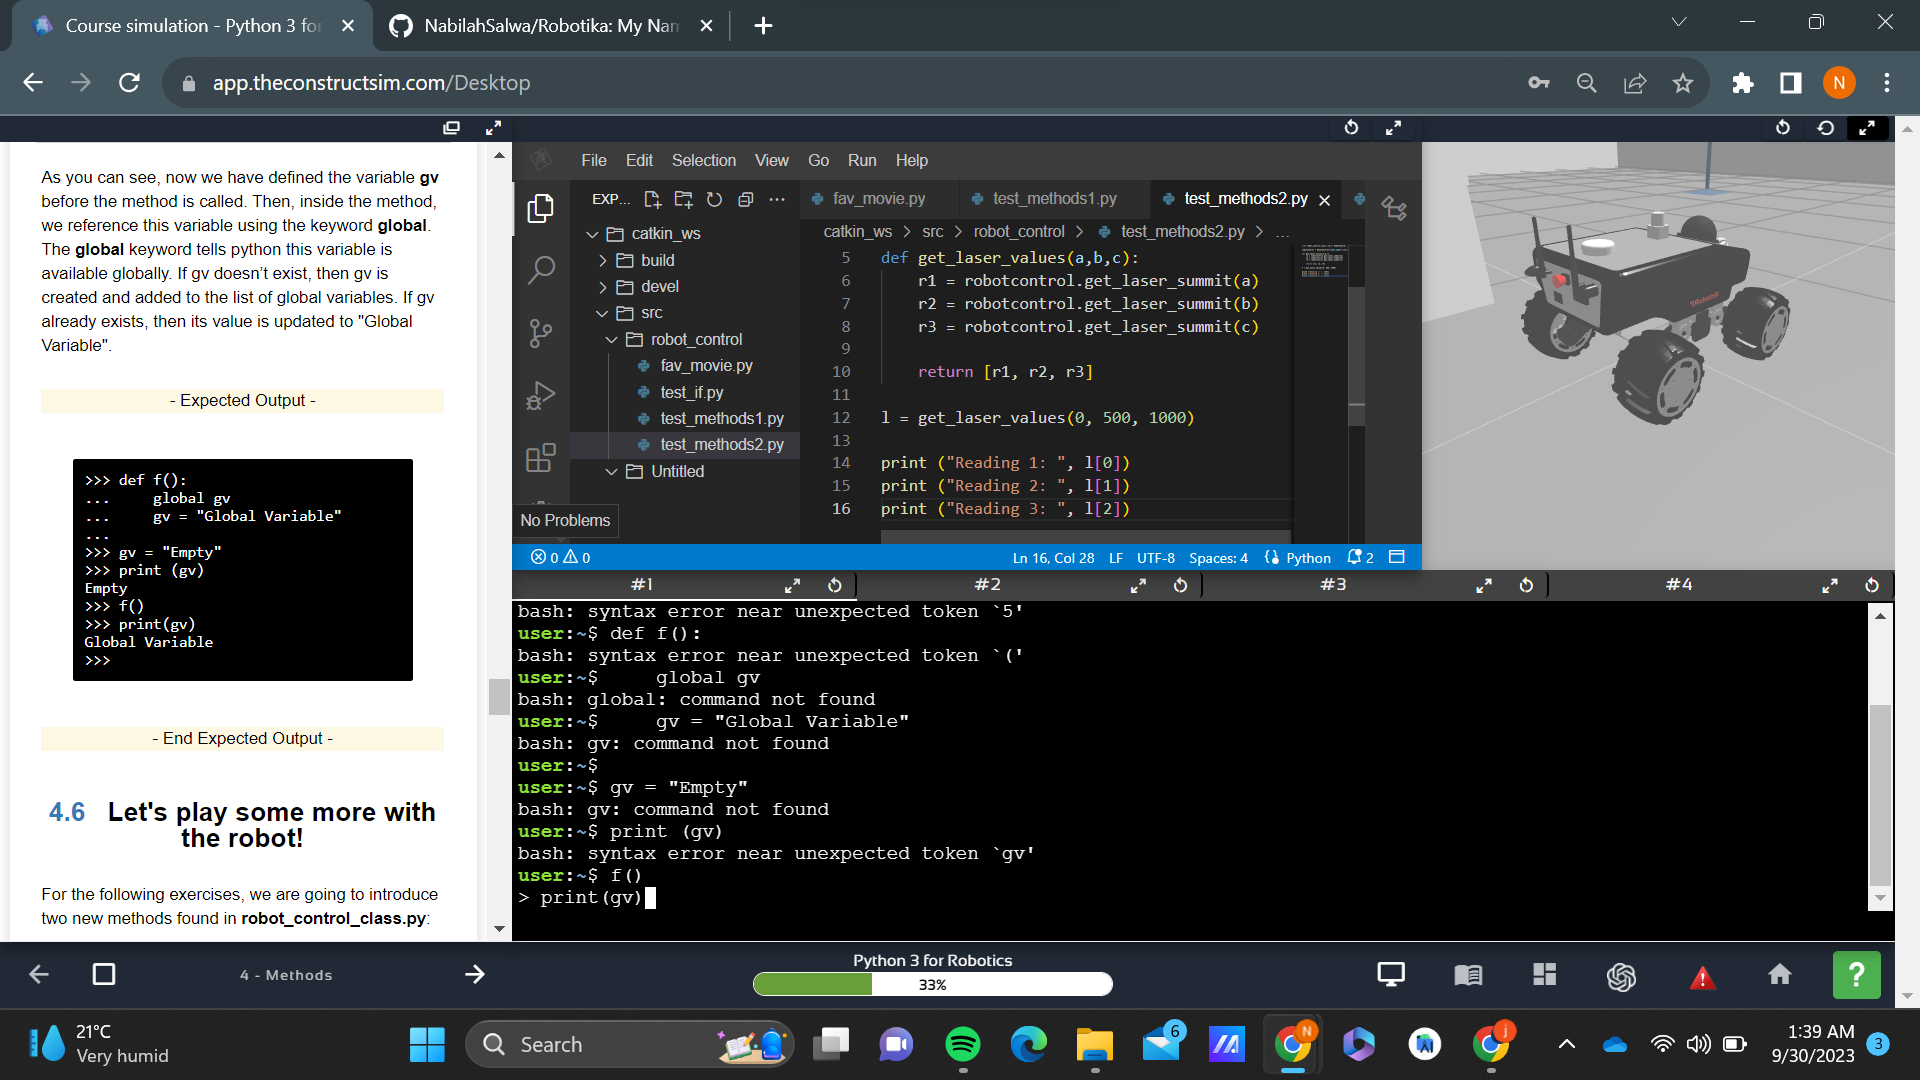 Course simulation - Python 3 for
NabilahSalwa/Robotika: My Nam
app.theconstructsim.com/Desktop
N
As you can see, now we have defined the variable gv
before the method is called. Then, inside the method,
we reference this variable using the keyword global.
The global keyword tells python this variable is
available globally. If gv doesn't exist, then gv is
created and added to the list of global variables. If gv
already exists, then its value is updated to "Global
Variable".
- Expected Output -
>>> def f():
...     global gv
...     gv = "Global Variable"
...
>>> gv = "Empty"
>>> print (gv)
Empty
>>> f()
>>> print(gv)
Global Variable
>>>
- End Expected Output -
4.6 Let's play some more with
the robot!
For the following exercises, we are going to introduce
two new methods found in robot_control_class.py:
File Edit Selection View Go Run Help
EXP...
catkin_ws
build
devel
src
robot_control
fav_movie.py
test_if.py
test_methods1.py
test_methods2.py
Untitled
No Problems
fav_movie.py test_methods1.py test_methods2.py
catkin_ws > src > robot_control > test_methods2.py > ...
5 def get_laser_values(a,b,c):
6     r1 = robotcontrol.get_laser_summit(a)
7     r2 = robotcontrol.get_laser_summit(b)
8     r3 = robotcontrol.get_laser_summit(c)
9
10     return [r1, r2, r3]
11
12 l = get_laser_values(0, 500, 1000)
13
14 print ("Reading 1: ", l[0])
15 print ("Reading 2: ", l[1])
16 print ("Reading 3: ", l[2])
0 0 Ln 16, Col 28 LF UTF-8 Spaces: 4 Python 2
#1 #2 #3 #4
bash: syntax error near unexpected token `5'
user:~$ def f():
bash: syntax error near unexpected token `('
user:~$     global gv
bash: global: command not found
user:~$     gv = "Global Variable"
bash: gv: command not found
user:~$
user:~$ gv = "Empty"
bash: gv: command not found
user:~$ print (gv)
bash: syntax error near unexpected token `gv'
user:~$ f()
> print(gv)
4 - Methods
Python 3 for Robotics
33%
?
21°C
Very humid
Search
6
N
j
1:39 AM
9/30/2023
3